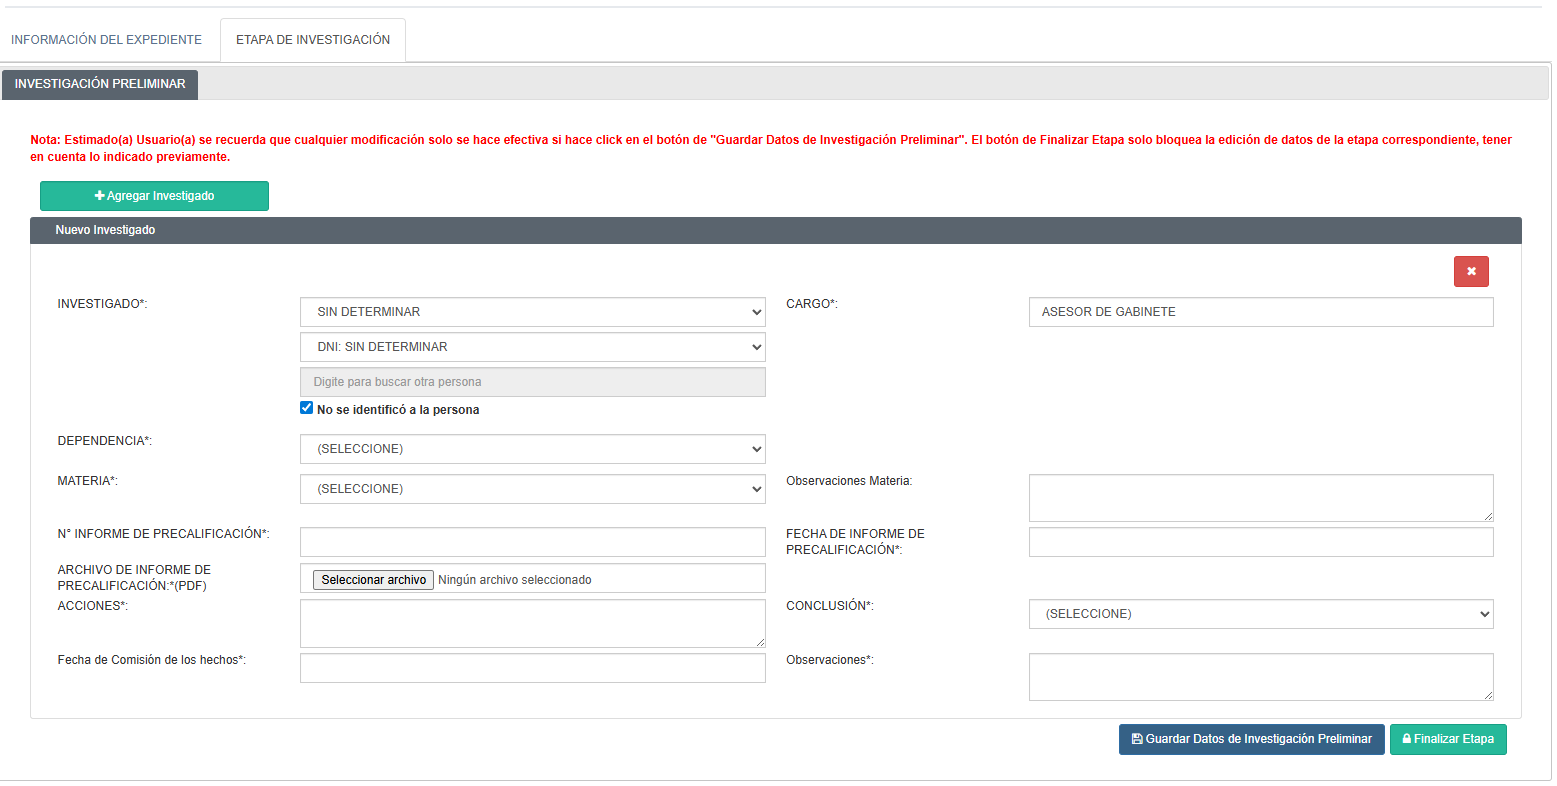 INFORMACIÓN DEL EXPEDIENTE
ETAPA DE INVESTIGACIÓN
INVESTIGACIÓN PRELIMINAR
Nota: Estimado(a) Usuario(a) se recuerda que cualquier modificación solo se hace efectiva si hace click en el botón de "Guardar Datos de Investigación Preliminar". El botón de Finalizar Etapa solo bloquea la edición de datos de la etapa correspondiente, tener
en cuenta lo indicado previamente.
Agregar Investigado
Nuevo Investigado
INVESTIGADO*:
SIN DETERMINAR
CARGO*:
ASESOR DE GABINETE
DNI: SIN DETERMINAR
Digite para buscar otra persona
No se identificó a la persona
DEPENDENCIA*:
(SELECCIONE)
MATERIA*:
(SELECCIONE)
Observaciones Materia:
N° INFORME DE PRECALIFICACIÓN*:
FECHA DE INFORME DE
PRECALIFICACIÓN*:
ARCHIVO DE INFORME DE
PRECALIFICACIÓN:*(PDF)
Seleccionar archivo Ningún archivo seleccionado
ACCIONES*:
CONCLUSIÓN*:
(SELECCIONE)
Fecha de Comisión de los hechos*:
Observaciones*:
Guardar Datos de Investigación Preliminar
Finalizar Etapa